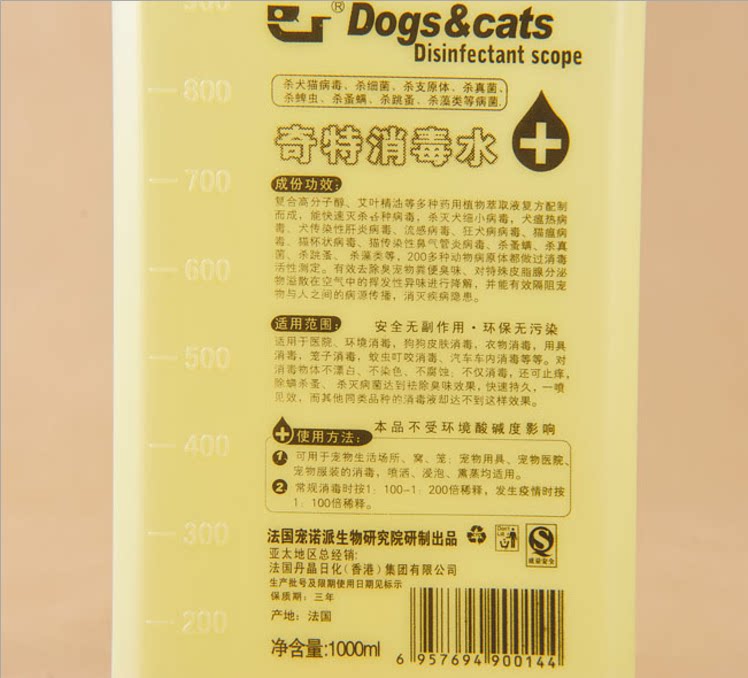 ®
Dogs&cats
Disinfectant scope
杀犬猫病毒、杀细菌、杀支原体、杀真菌、
杀蜱虫、杀蚤螨、杀跳蚤、杀藻类等病菌.
800
奇特消毒水
700
成份功效:
复合高分子醇、艾叶精油等多种药用植物萃取液复方配制
而成，能快速灭杀各种病毒，杀灭犬细小病毒，犬瘟热病
毒、犬传染性肝炎病毒、流感病毒、狂犬病病毒、猫瘟病
毒、猫杯状病毒、猫传染性鼻气管炎病毒、杀蚤螨、杀真
菌、杀跳蚤、杀藻类等，200多种动物病原体都做过消毒
活性测定。有效去除臭宠物粪便臭味、对特殊皮脂腺分泌
物溢散在空气中的挥发性异味进行降解，并能有效隔阻宠
物与人之间的病源传播，消灭疾病隐患。
600
适用范围:
安全无副作用·环保无污染
适用于医院、环境消毒，狗狗皮肤消毒、衣物消毒，用具
消毒，笼子消毒，蚊虫叮咬消毒、汽车车内消毒等等。对
消毒物体不漂白、不染色、不腐蚀；不仅消毒，还可止痒，
除螨杀蚤、杀灭病菌达到祛除臭味效果，快速持久，一喷
见效，而其他同类品种的消毒液却达不到这样效果。
500
本品不受环境酸碱度影响
使用方法:
400
1 可用于宠物生活场所、窝、笼；宠物用具、宠物医院、
宠物服装的消毒，喷洒、浸泡、熏蒸均适用。
2 常规消毒时按1：100-1：200倍稀释，发生疫情时按
1：100倍稀释。
300
法国宠诺派生物研究院研制出品
亚太地区总经销:
法国丹晶日化(香港)集团有限公司
生产批号及限期使用日期见标示
保质期：三年
产地：法国
200
净含量:1000ml
6 957694 900144